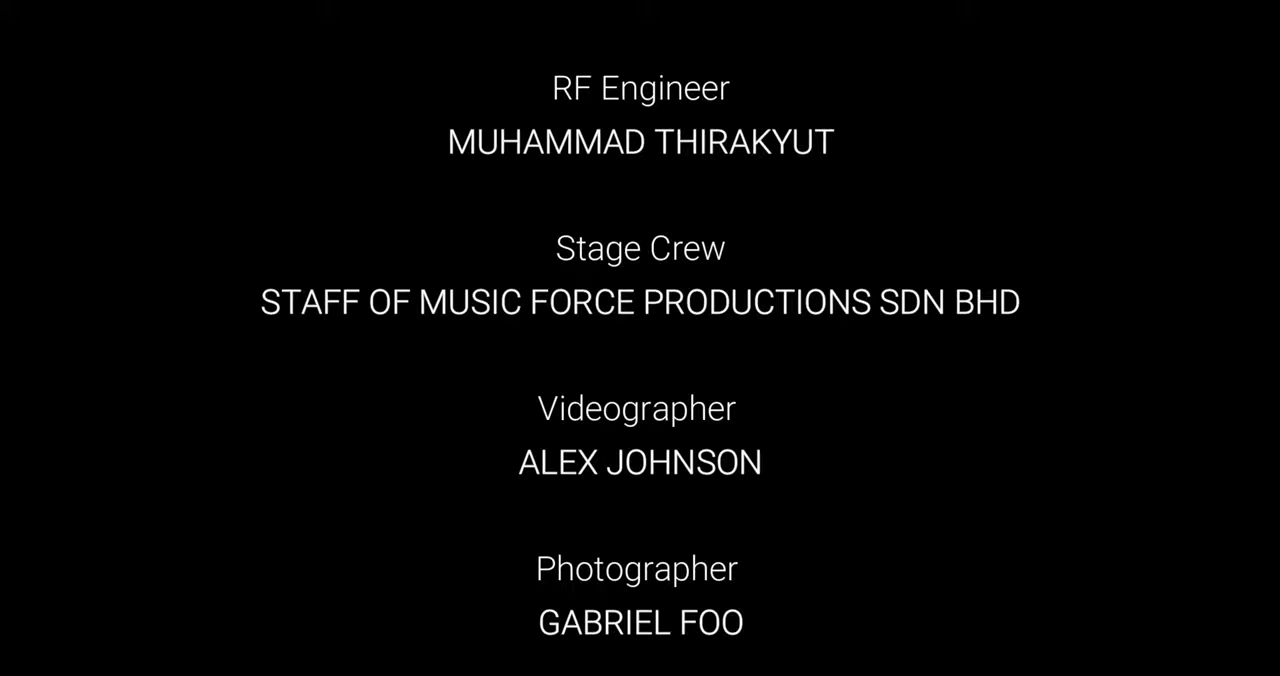 RF Engineer
MUHAMMAD THIRAKYUT
Stage Crew
STAFF OF MUSIC FORCE PRODUCTIONS SDN BHD
Videographer
ALEX JOHNSON
Photographer
GABRIEL FOO